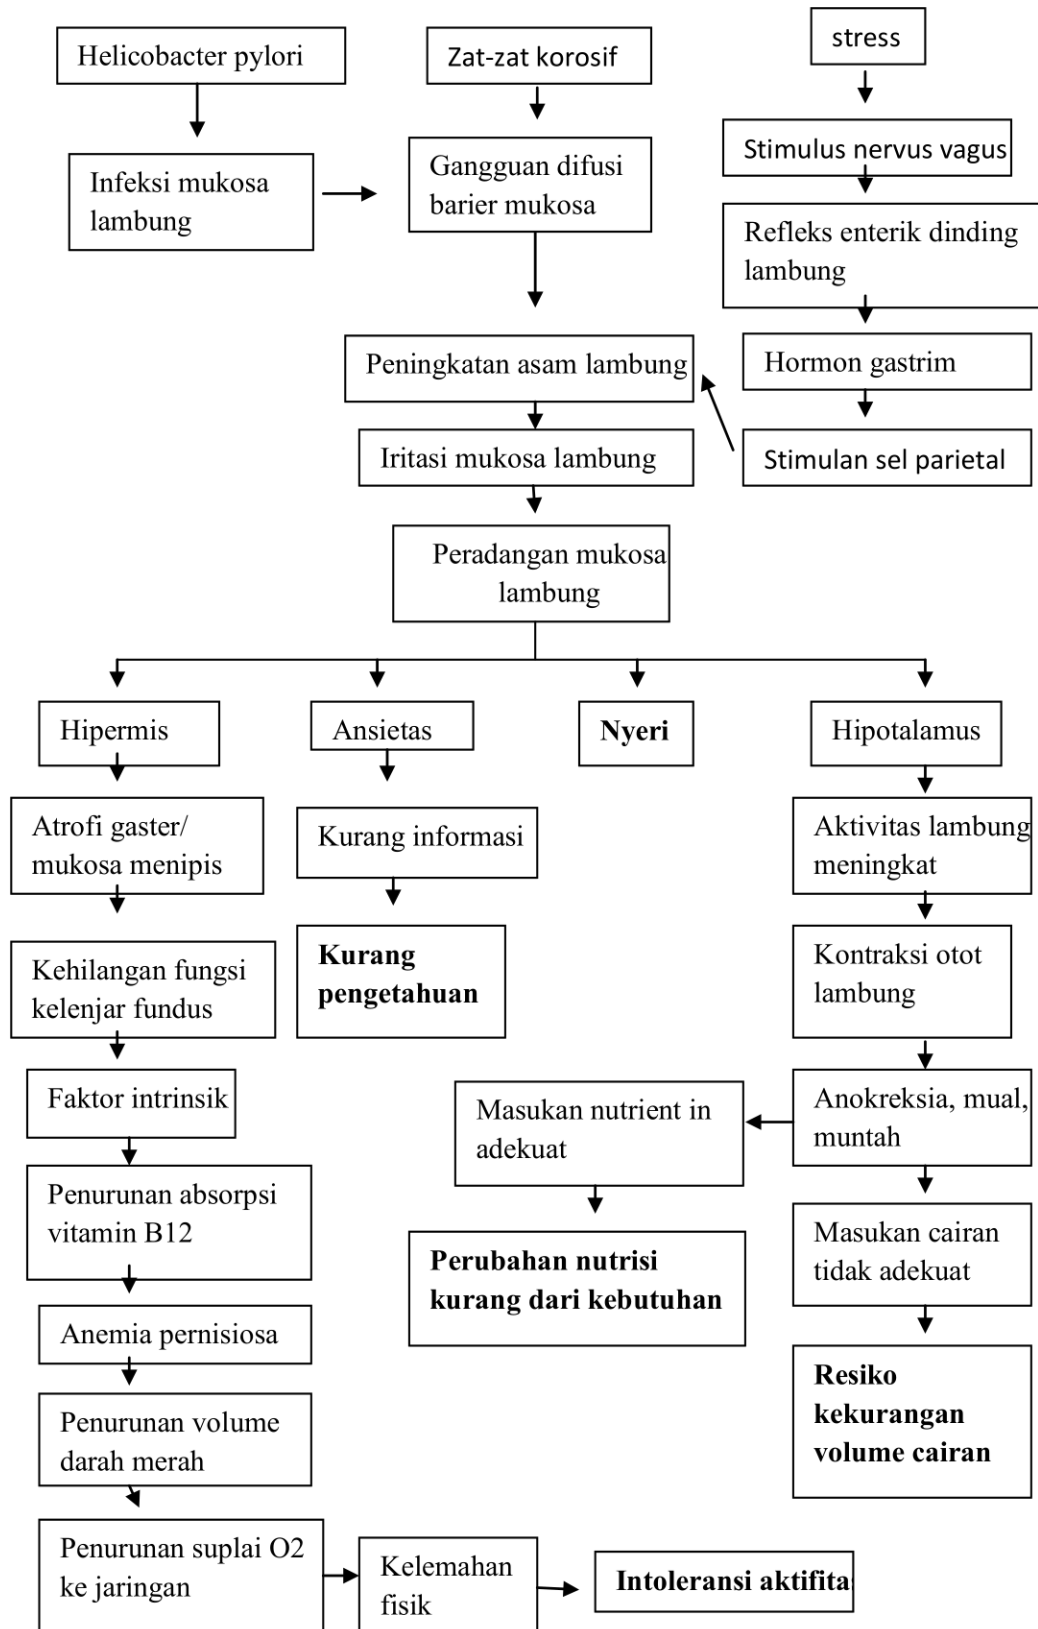 Helicobacter pylori
Zat-zat korosif
stress
Stimulus nervus vagus
Infeksi mukosa
lambung
Gangguan difusi
barier mukosa
Refleks enterik dinding
lambung
Peningkatan asam lambung
Hormon gastrim
Iritasi mukosa lambung
Stimulan sel parietal
Peradangan mukosa
lambung
Hipermis
Ansietas
Nyeri
Hipotalamus
Atrofi gaster/
mukosa menipis
Kurang informasi
Aktivitas lambung
meningkat
Kehilangan fungsi
kelenjar fundus
Kurang
pengetahuan
Kontraksi otot
lambung
Faktor intrinsik
Masukan nutrient in
adekuat
Anokreksia, mual,
muntah
Penurunan absorpsi
vitamin B12
Perubahan nutrisi
kurang dari kebutuhan
Masukan cairan
tidak adekuat
Anemia pernisiosa
Resiko
kekurangan
volume cairan
Penurunan volume
darah merah
Penurunan suplai O2
ke jaringan
Kelemahan
fisik
Intoleransi aktifita